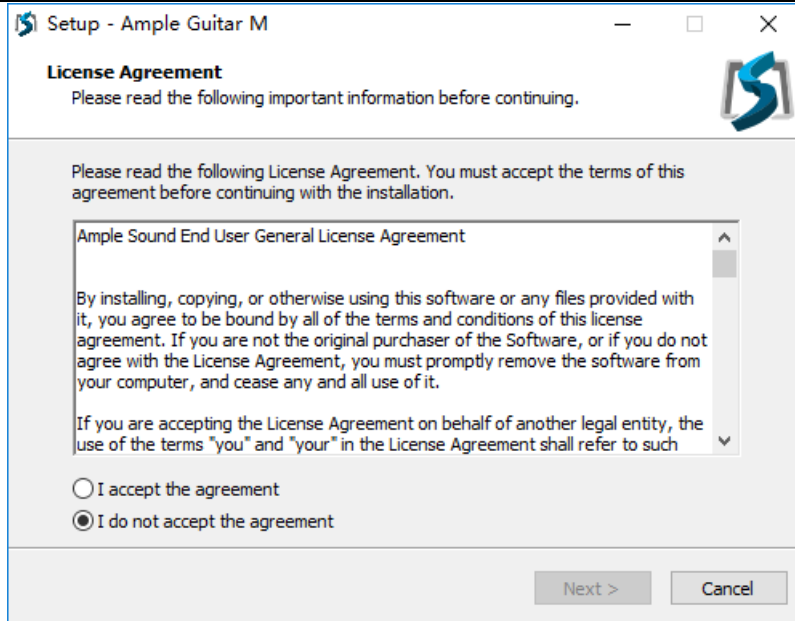 Setup - Ample Guitar M
License Agreement
Please read the following important information before continuing.
Please read the following License Agreement. You must accept the terms of this
agreement before continuing with the installation.
Ample Sound End User General License Agreement
By installing, copying, or otherwise using this software or any files provided with
it, you agree to be bound by all of the terms and conditions of this license
agreement. If you are not the original purchaser of the Software, or if you do not
agree with the License Agreement, you must promptly remove the software from
your computer, and cease any and all use of it.
If you are accepting the License Agreement on behalf of another legal entity, the
use of the terms "you" and "your" in the License Agreement shall refer to such
I accept the agreement
I do not accept the agreement
Next >
Cancel